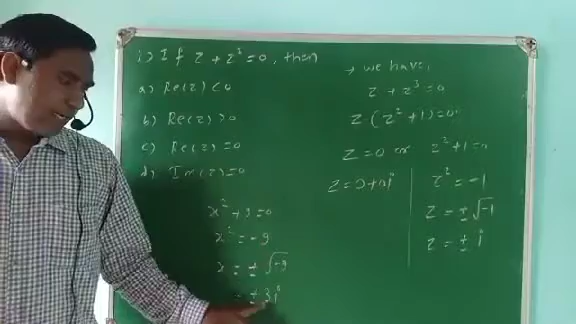 i) If z + z³ = 0, then
a) Re(z) < 0
b) Re(z) > 0
c) Re(z) = 0
d) Im(z) = 0
x² + 9 = 0
x² = -9
x = ± √-9
= ± 3i
→ we have,
z + z³ = 0
z (z² + 1) = 0
z = 0 or z² + 1 = 0
z = 0 + 0i
z² = -1
z = ± √-1
z = ± i